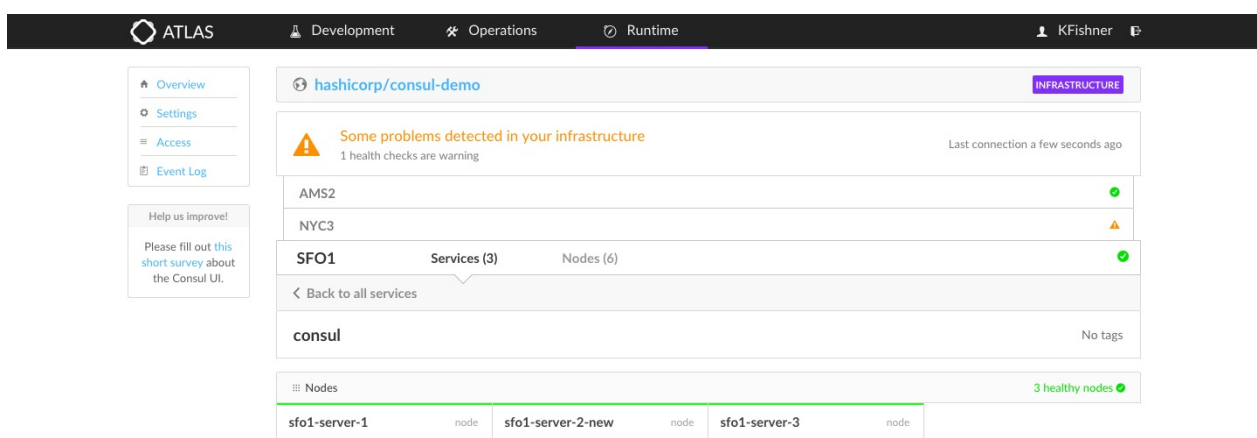 ATLAS Development Operations Runtime KFishner
Overview
Settings
Access
Event Log
Help us improve!
Please fill out this
short survey about
the Consul UI.
hashicorp/consul-demo INFRASTRUCTURE
Some problems detected in your infrastructure
1 health checks are warning
Last connection a few seconds ago
AMS2
NYC3
SFO1 Services (3) Nodes (6)
Back to all services
consul No tags
Nodes 3 healthy nodes
sfo1-server-1 node sfo1-server-2-new node sfo1-server-3 node